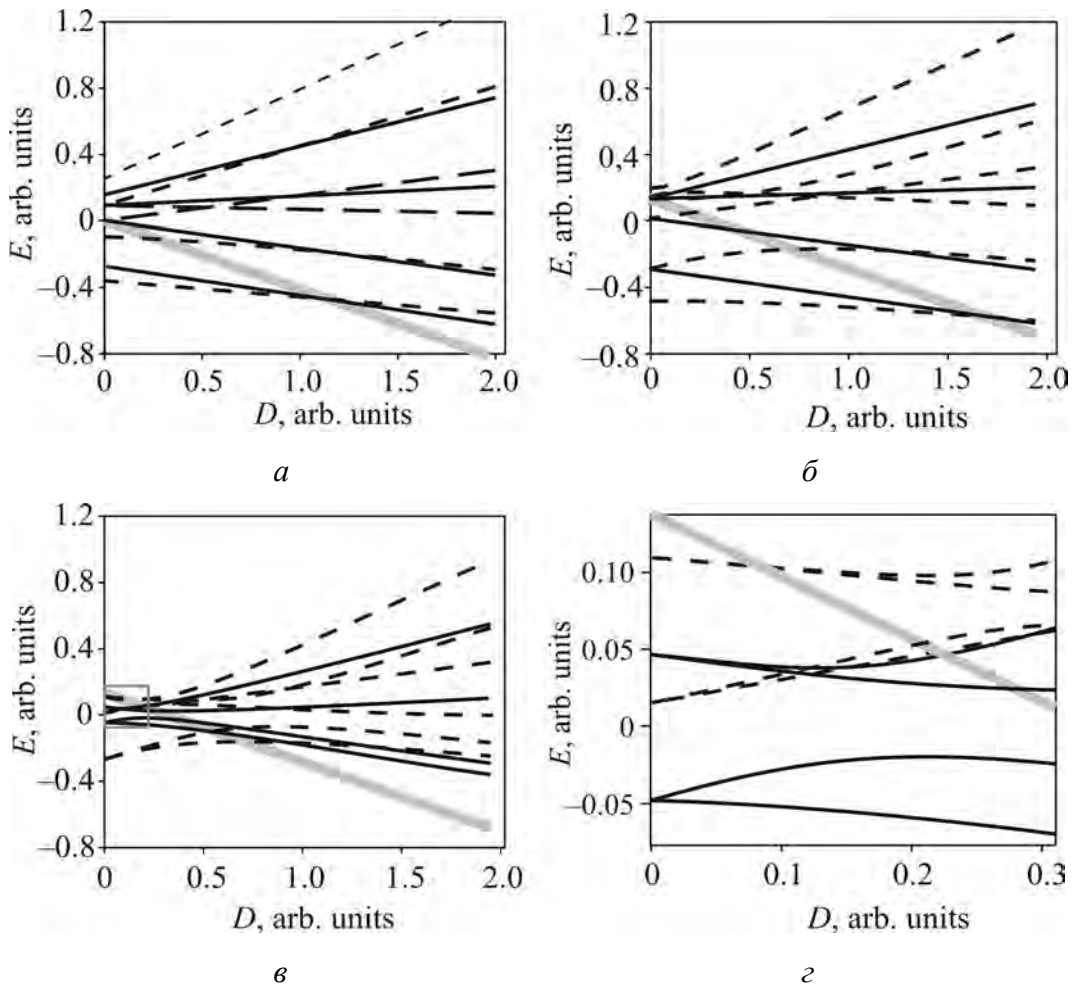 1.2 1.2
0.8 0.8
0.4 0,4
0 0
–0.4 –0.4
–0.8 –0.8
E, arb. units E, arb. units
0 0.5 1.0 1.5 2.0 0 0.5 1.0 1.5 2.0
D, arb. units D, arb. units
а б
1.2
0.8 0.10
0.4 0.05
0 0
–0.4 –0.05
–0.8
E, arb. units E, arb. units
0 0.5 1.0 1.5 2.0 0 0.1 0.2 0.3
D, arb. units D, arb. units
в г